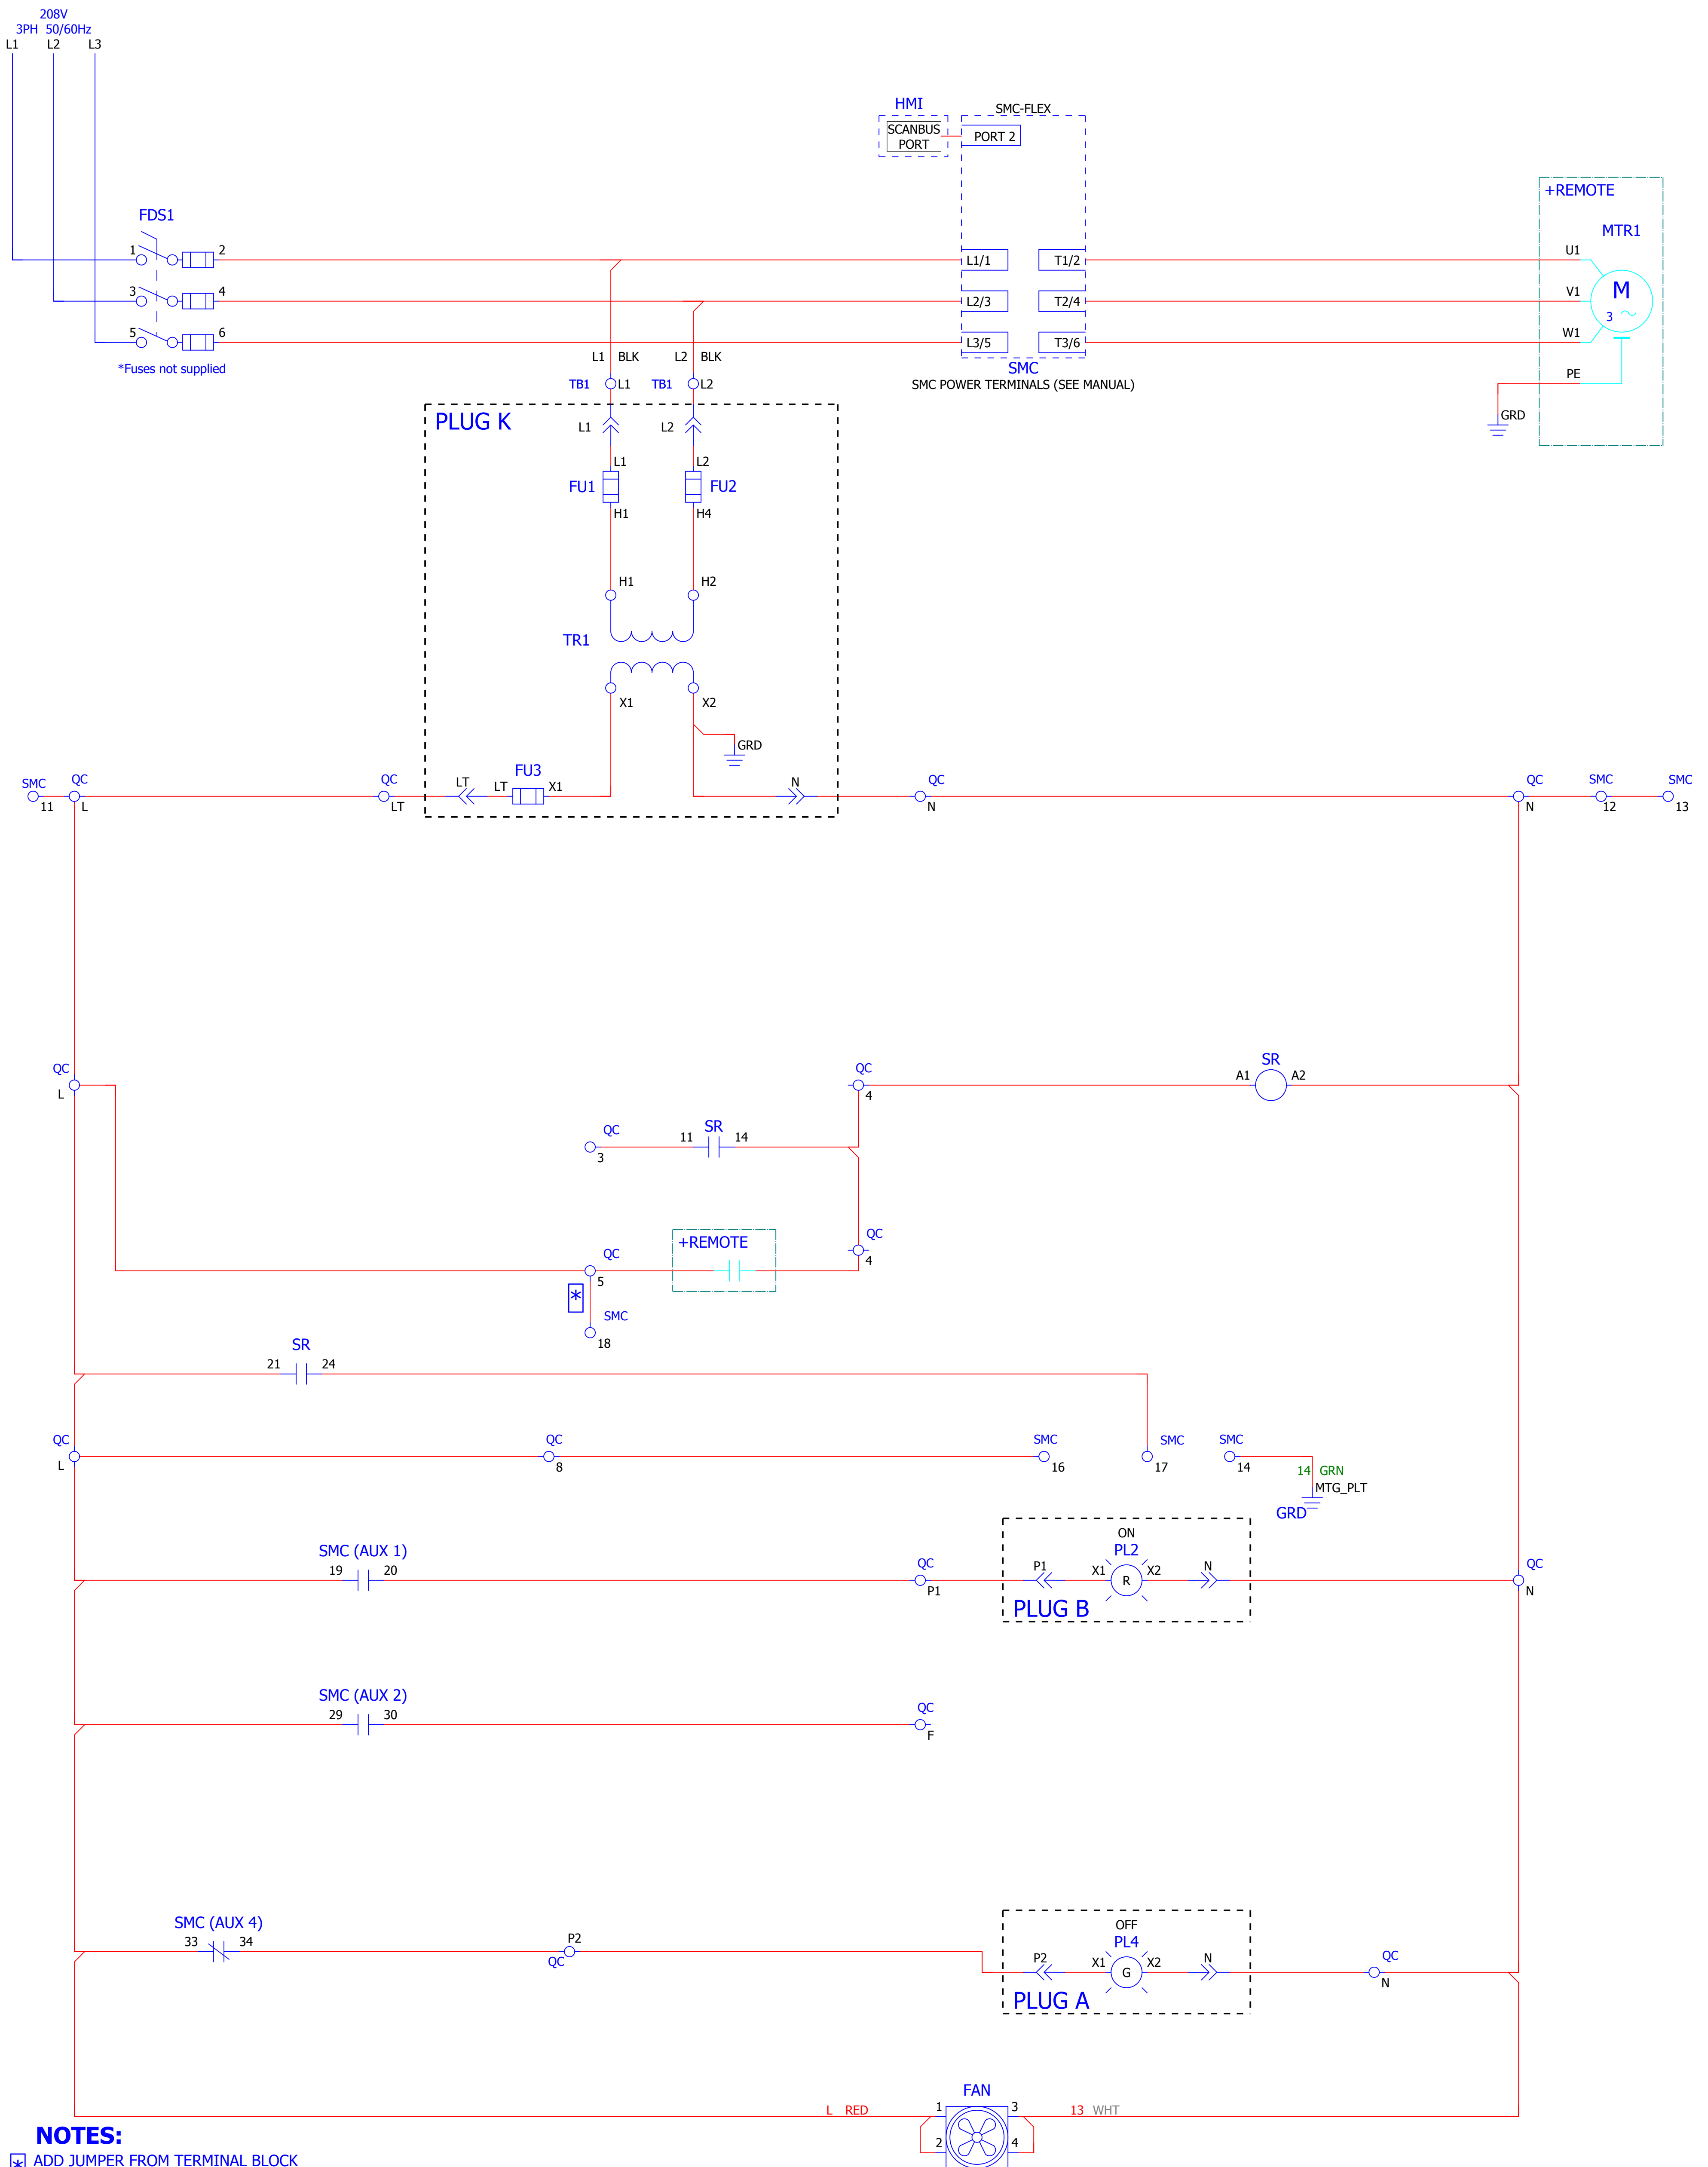 208V
3PH 50/60Hz
L1 L2 L3
HMI
SMC-FLEX
SCANBUS
PORT
PORT 2
+REMOTE
MTR1
FDS1
1 2
L1/1 T1/2
U1
3 4
L2/3 T2/4
V1
M
3
5 6
L3/5 T3/6
W1
*Fuses not supplied
L1 BLK L2 BLK
SMC
SMC POWER TERMINALS (SEE MANUAL)
PE
GRD
TB1 L1 TB1 L2
PLUG K
L1 L2
L1 L2
FU1 FU2
H1 H4
H1 H2
TR1
X1 X2
GRD
SMC QC QC LT LT FU3 X1 N QC QC SMC SMC
11 L LT N N 12 13
QC QC SR
L 4 A1 A2
QC SR
3 11 14
QC
4
+REMOTE
QC
5
*
SMC
18
SR
21 24
QC QC SMC SMC SMC
L 8 16 17 14
14 GRN
MTG_PLT
GRD
SMC (AUX 1)
19 20
QC
P1
ON
PL2
P1 X1 R X2 N
PLUG B
QC
N
SMC (AUX 2)
29 30
QC
F
SMC (AUX 4)
33 34
P2
QC
OFF
PL4
P2 X1 G X2 N
PLUG A
QC
N
FAN
L RED 1 3 13 WHT
2 4
NOTES:
* ADD JUMPER FROM TERMINAL BLOCK